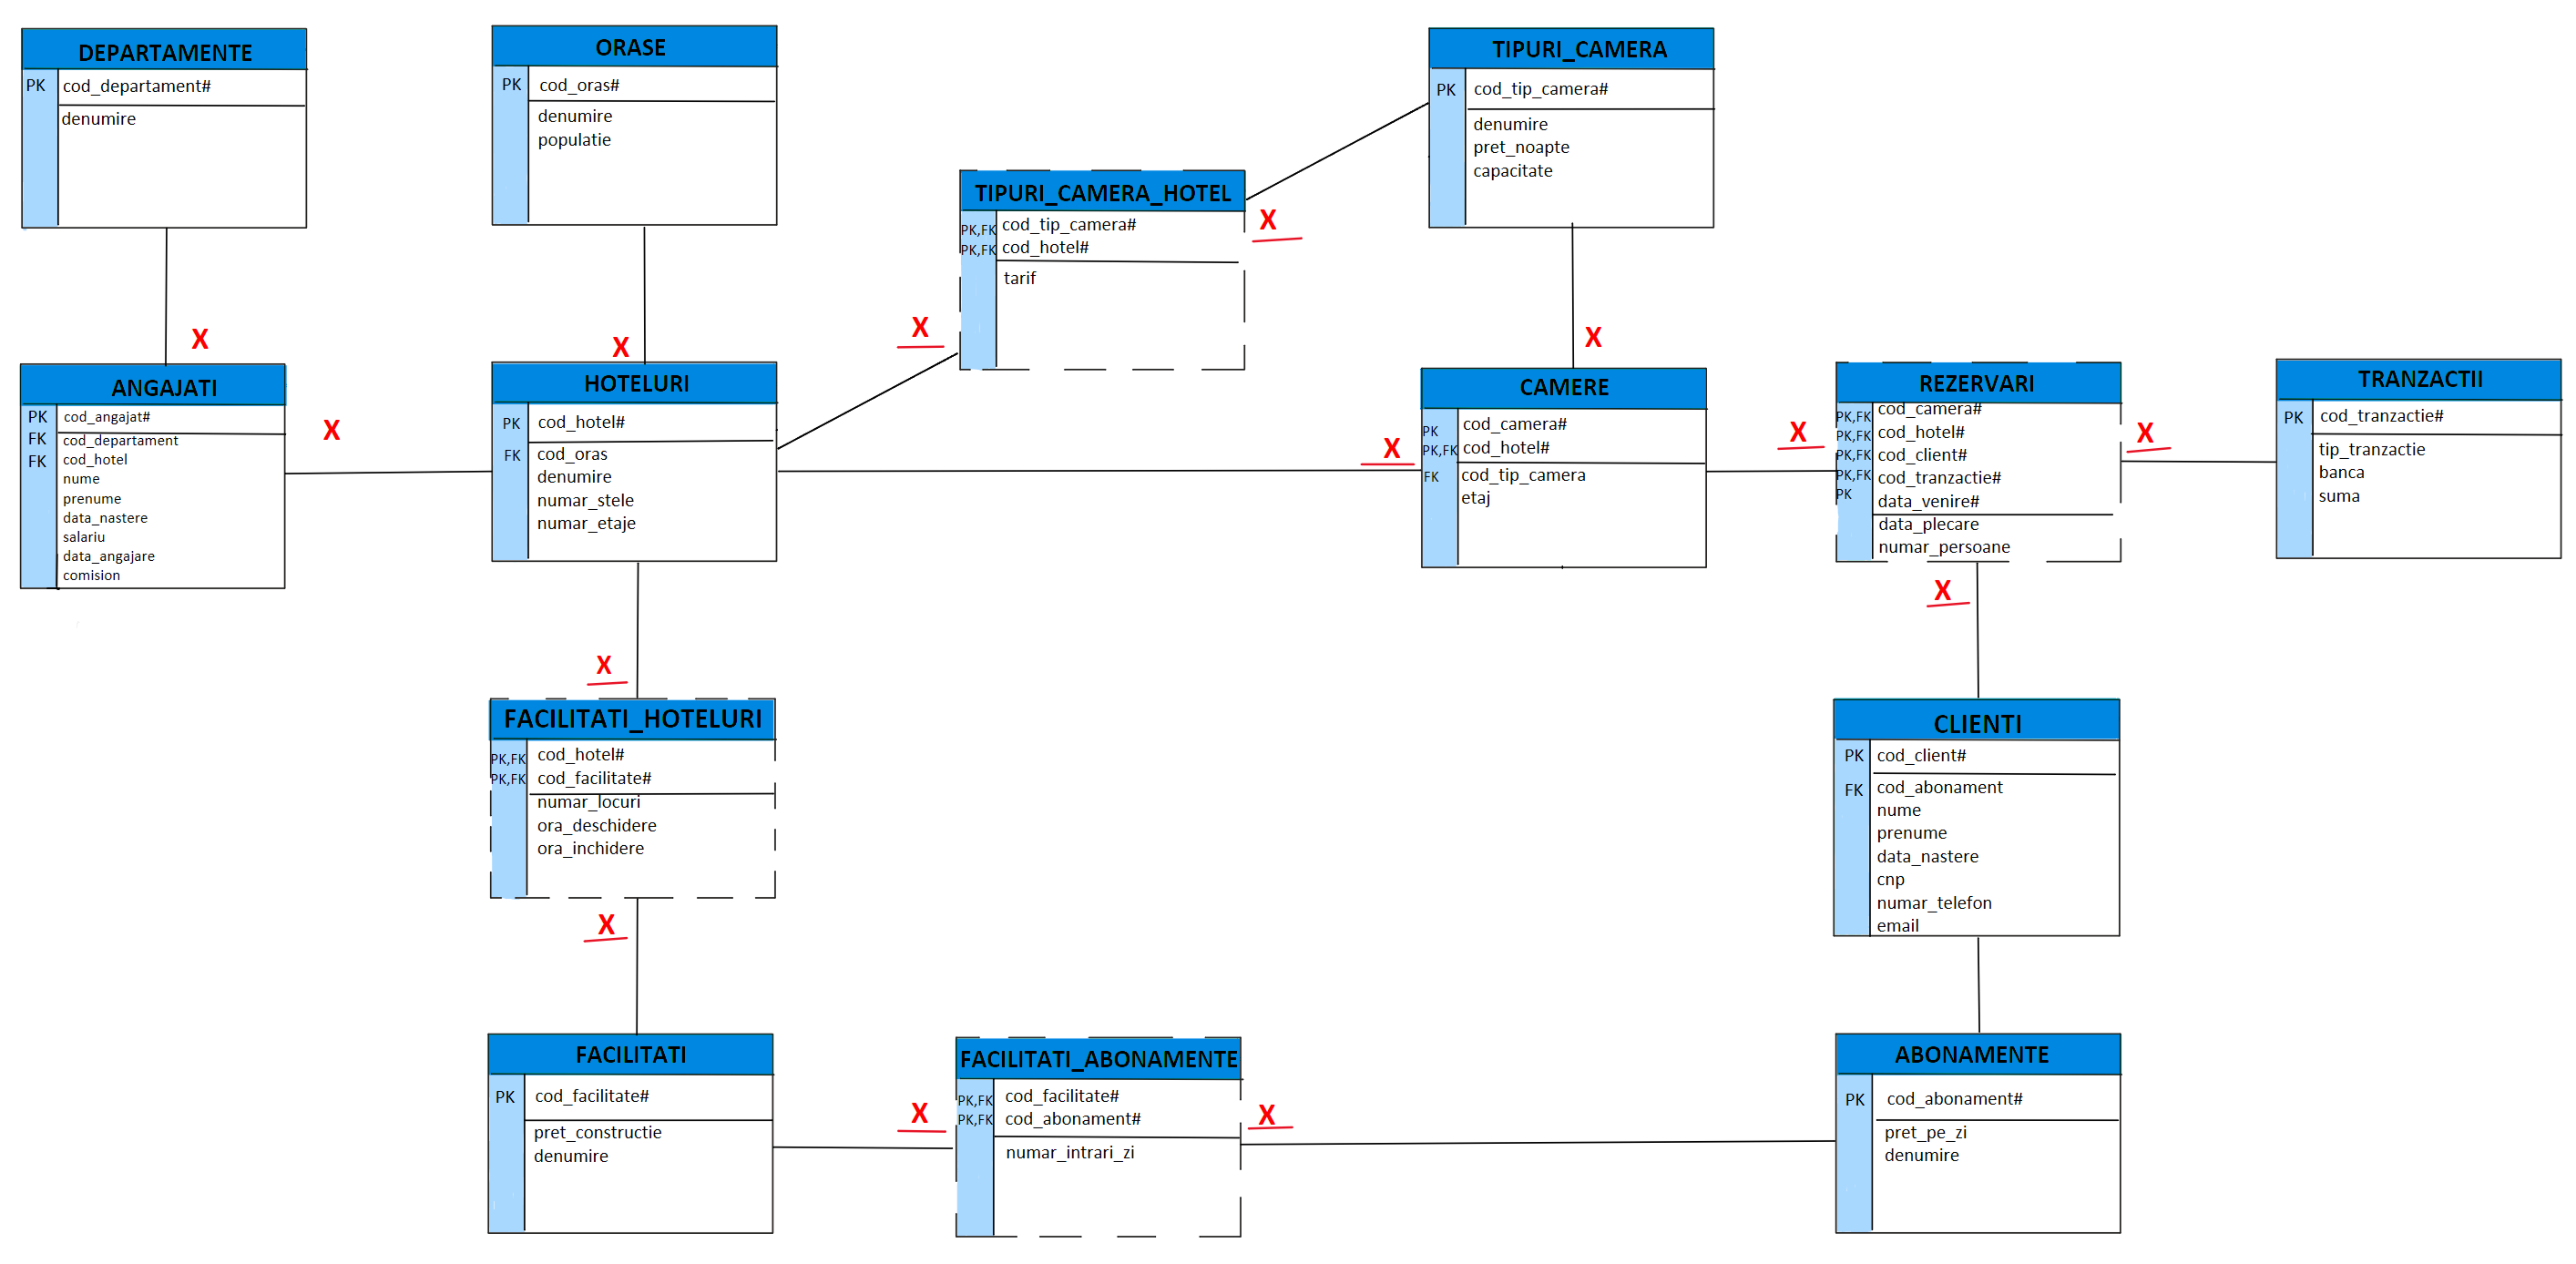 DEPARTAMENTE
PK cod_departament#
denumire
ORASE
PK cod_oras#
denumire
populatie
TIPURI_CAMERA
PK cod_tip_camera#
denumire
pret_noapte
capacitate
TIPURI_CAMERA_HOTEL
PK,FK cod_tip_camera#
PK,FK cod_hotel#
tarif
X
X
X
X
X
ANGAJATI
PK cod_angajat#
FK cod_departament
FK cod_hotel
nume
prenume
data_nastere
salariu
data_angajare
comision
X
HOTELURI
PK cod_hotel#
FK cod_oras
denumire
numar_stele
numar_etaje
X
CAMERE
PK cod_camera#
PK,FK cod_hotel#
FK cod_tip_camera
etaj
X
REZERVARI
PK,FK cod_camera#
PK,FK cod_hotel#
PK,FK cod_client#
PK,FK cod_tranzactie#
PK data_venire#
data_plecare
numar_persoane
X
TRANZACTII
PK cod_tranzactie#
tip_tranzactie
banca
suma
X
X
FACILITATI_HOTELURI
PK,FK cod_hotel#
PK,FK cod_facilitate#
numar_locuri
ora_deschidere
ora_inchidere
CLIENTI
PK cod_client#
FK cod_abonament
nume
prenume
data_nastere
cnp
numar_telefon
email
X
FACILITATI
PK cod_facilitate#
pret_constructie
denumire
X
FACILITATI_ABONAMENTE
PK,FK cod_facilitate#
PK,FK cod_abonament#
numar_intrari_zi
X
ABONAMENTE
PK cod_abonament#
pret_pe_zi
denumire